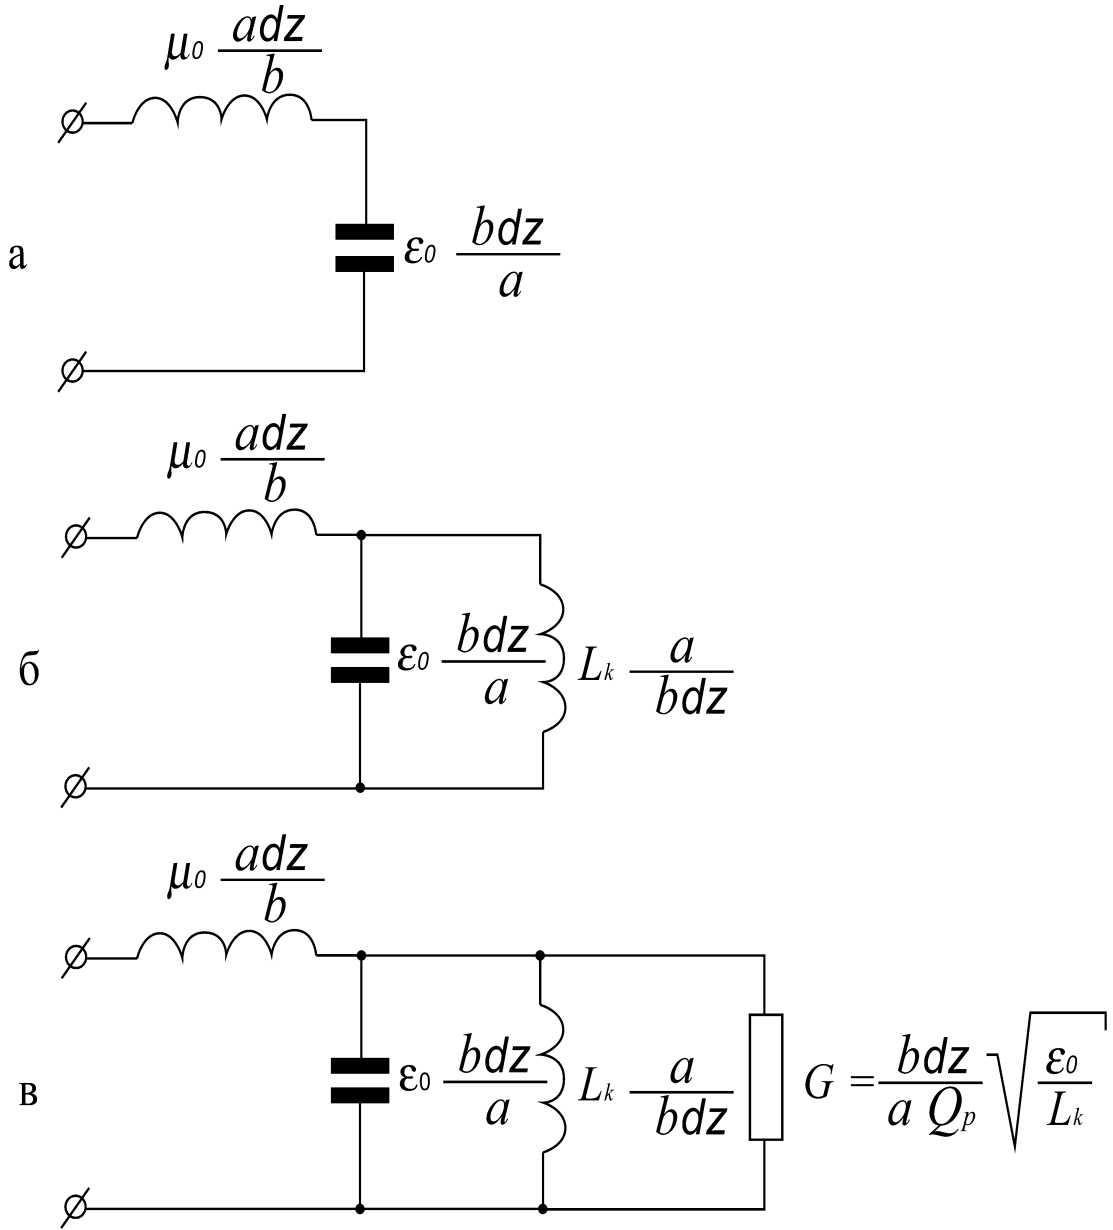 μ₀ adz/b
а
ε₀ bdz/a
μ₀ adz/b
б
ε₀ bdz/a Lₖ a/bdz
μ₀ adz/b
в
ε₀ bdz/a Lₖ a/bdz G = bdz/a Qₚ √ε₀/Lₖ